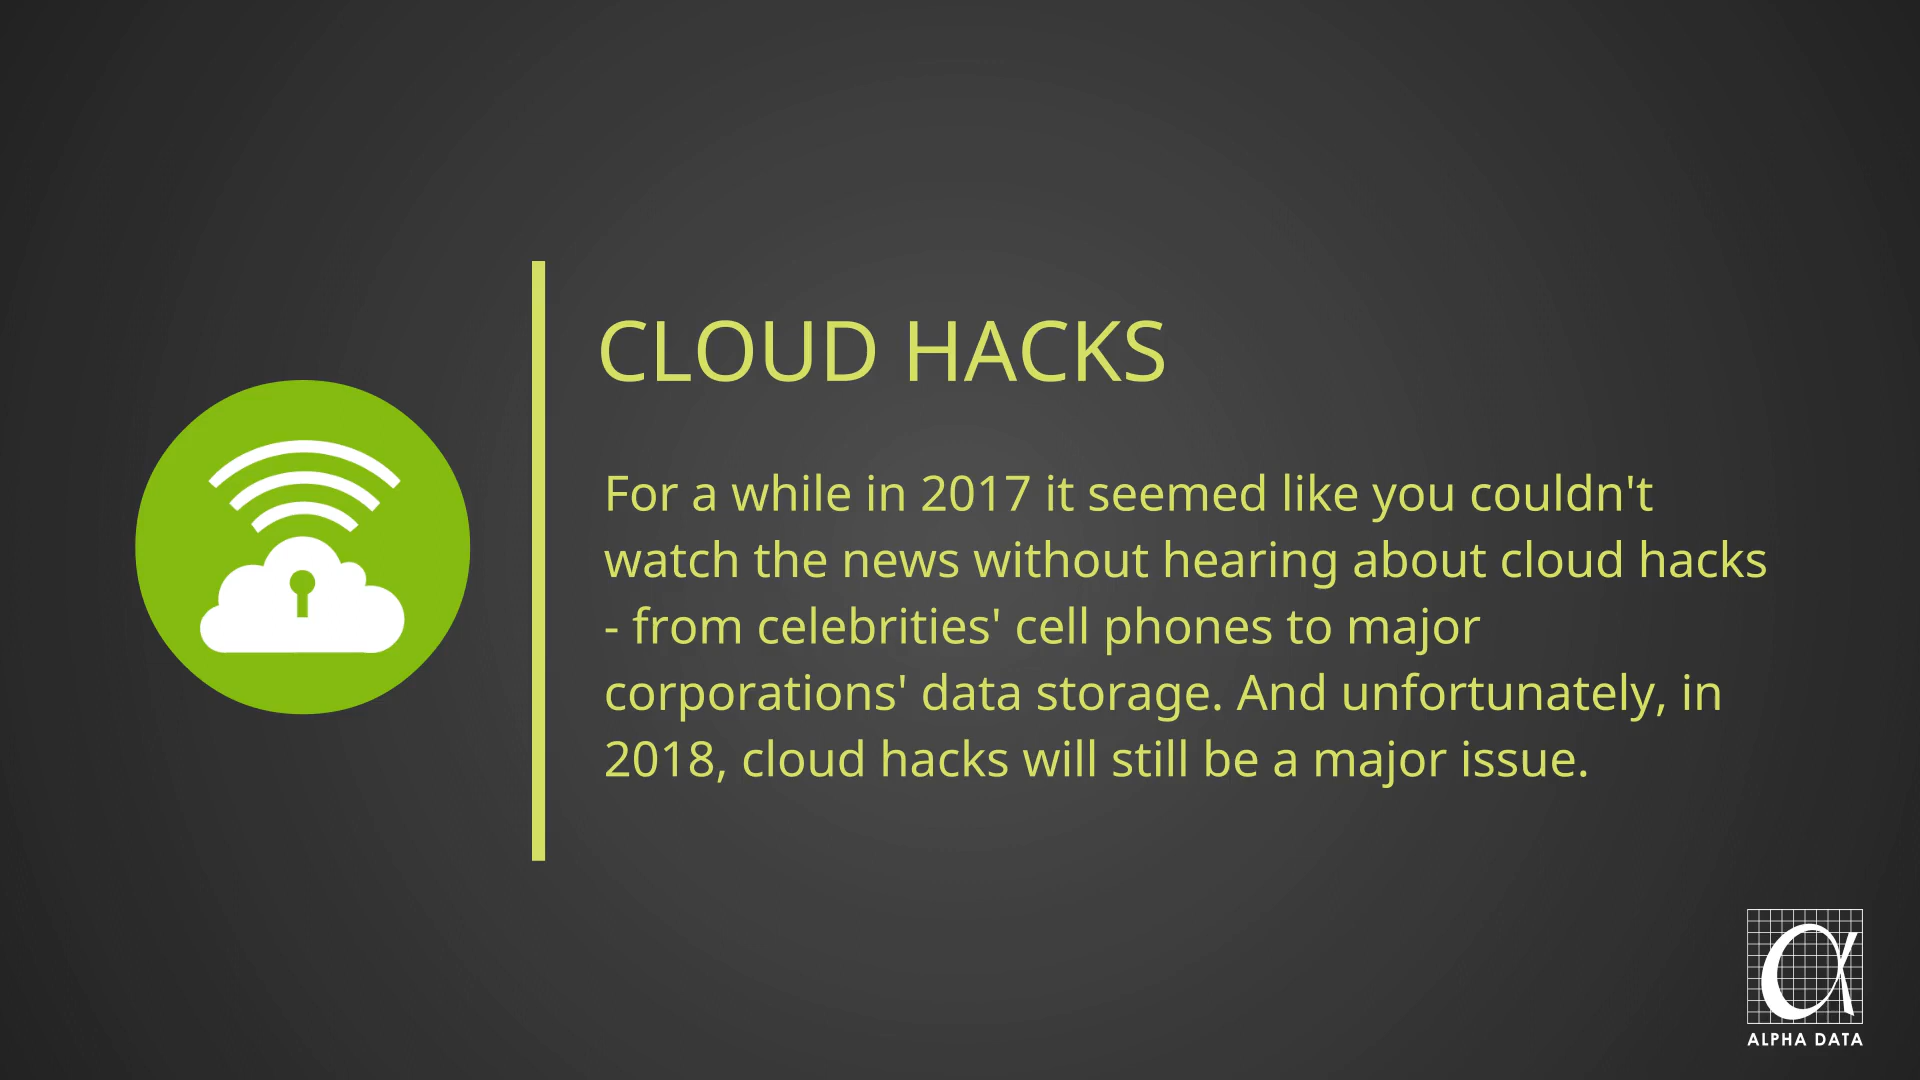 CLOUD HACKS
For a while in 2017 it seemed like you couldn't
watch the news without hearing about cloud hacks
- from celebrities' cell phones to major
corporations' data storage. And unfortunately, in
2018, cloud hacks will still be a major issue.
α
ALPHA DATA